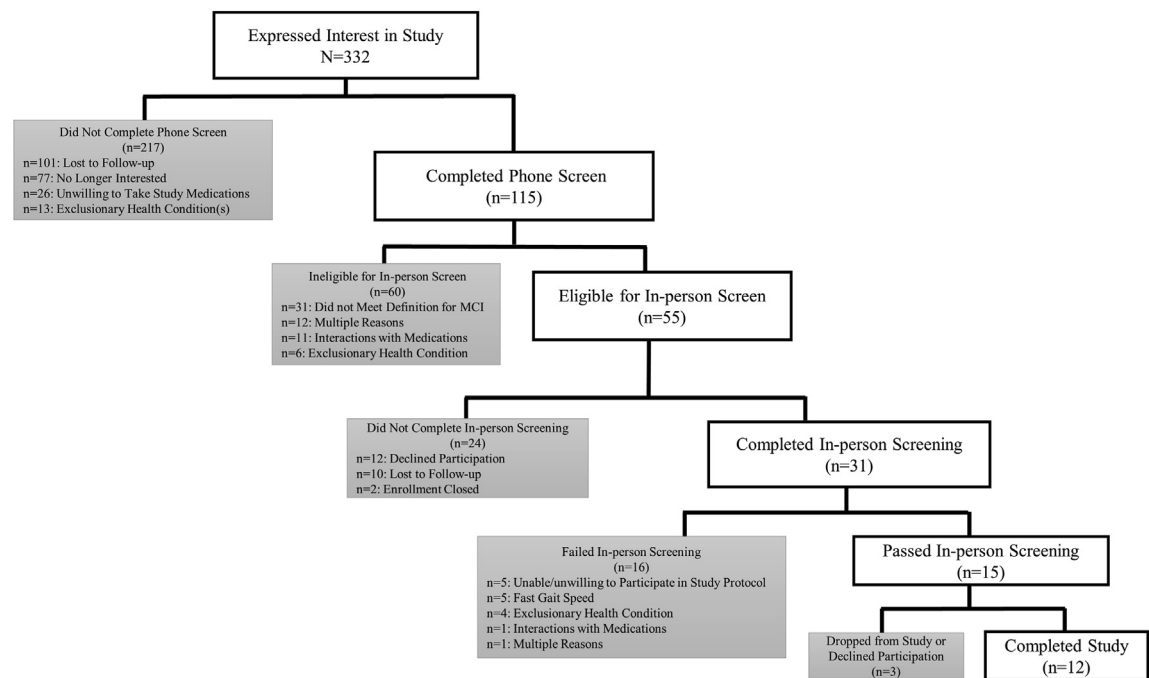 Expressed Interest in Study
N=332
Did Not Complete Phone Screen
(n=217)
n=101: Lost to Follow-up
n=77: No Longer Interested
n=26: Unwilling to Take Study Medications
n=13: Exclusionary Health Condition(s)
Completed Phone Screen
(n=115)
Ineligible for In-person Screen
(n=60)
n=31: Did not Meet Definition for MCI
n=12: Multiple Reasons
n=11: Interactions with Medications
n=6: Exclusionary Health Condition
Eligible for In-person Screen
(n=55)
Did Not Complete In-person Screening
(n=24)
n=12: Declined Participation
n=10: Lost to Follow-up
n=2: Enrollment Closed
Completed In-person Screening
(n=31)
Failed In-person Screening
(n=16)
n=5: Unable/unwilling to Participate in Study Protocol
n=5: Fast Gait Speed
n=4: Exclusionary Health Condition
n=1: Interactions with Medications
n=1: Multiple Reasons
Passed In-person Screening
(n=15)
Dropped from Study or
Declined Participation
(n=3)
Completed Study
(n=12)